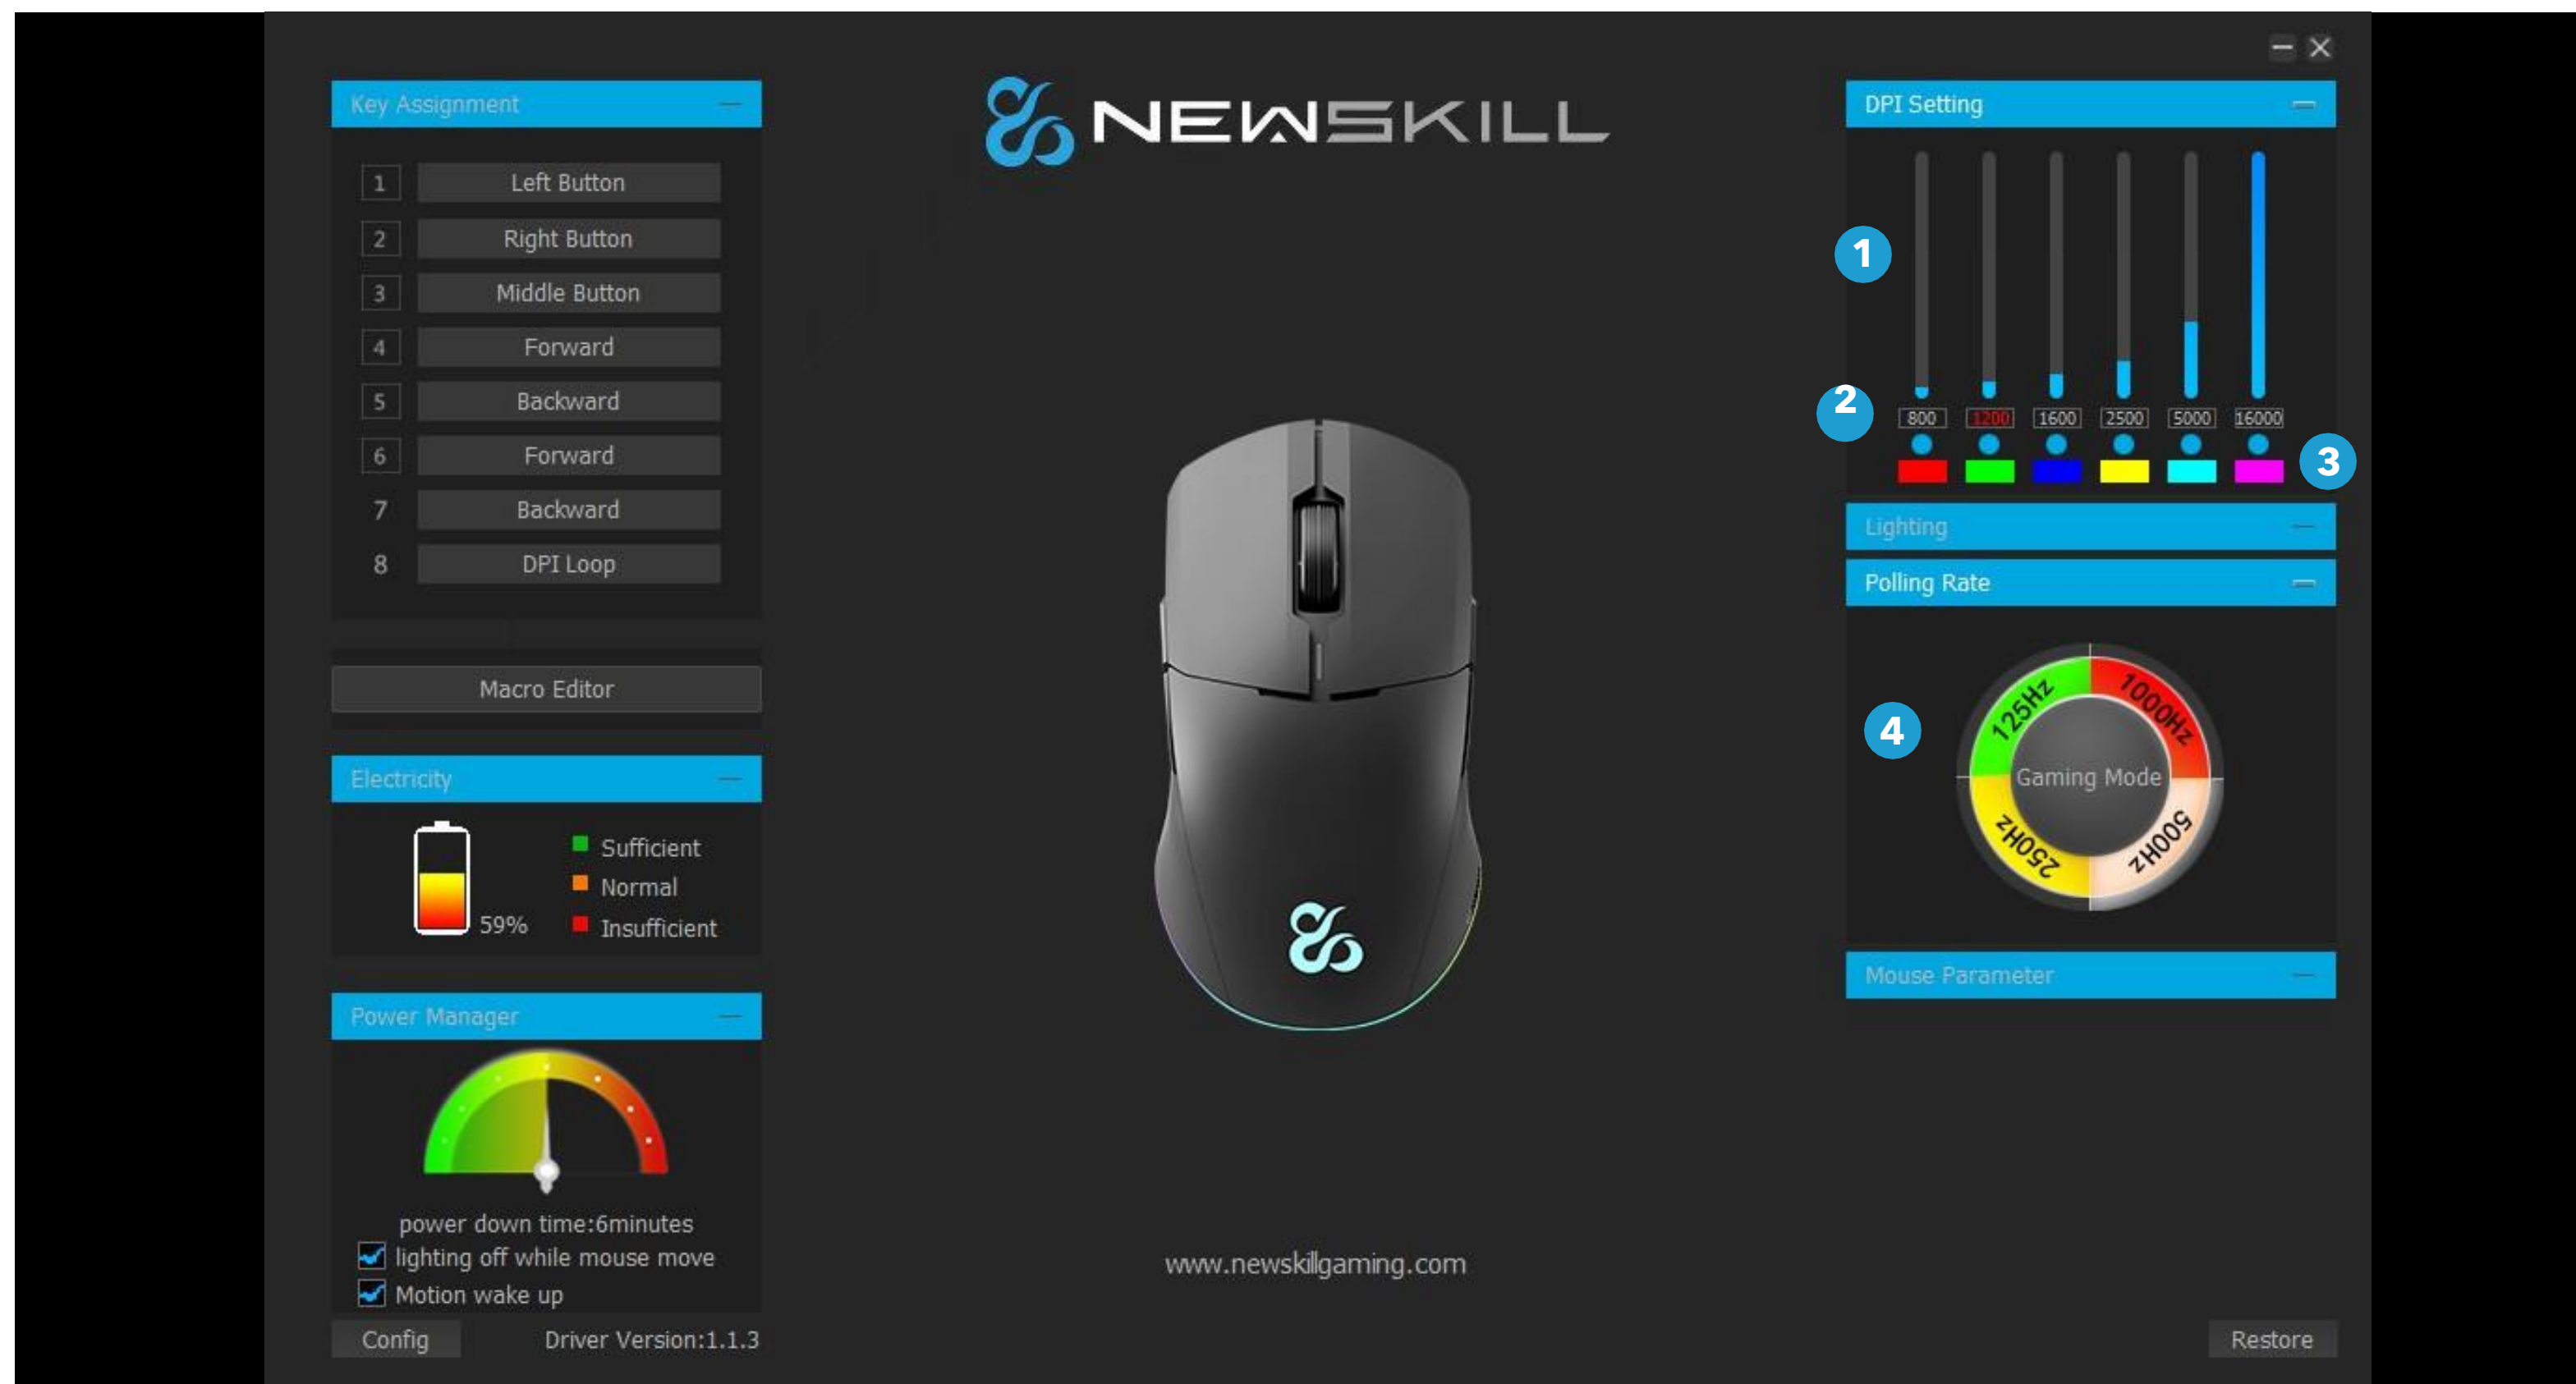 Key Assignment
1 Left Button
2 Right Button
3 Middle Button
4 Forward
5 Backward
6 Forward
7 Backward
8 DPI Loop
Macro Editor
Electricity
59%
Sufficient
Normal
Insufficient
Power Manager
power down time:6minutes
lighting off while mouse move
Motion wake up
Config
Driver Version:1.1.3
NEWSKILL
www.newskillgaming.com
DPI Setting
1
2
800 1200 1600 2500 5000 16000
3
Lighting
Polling Rate
4
125Hz
1000Hz
Gaming Mode
250Hz
500Hz
Mouse Parameter
Restore